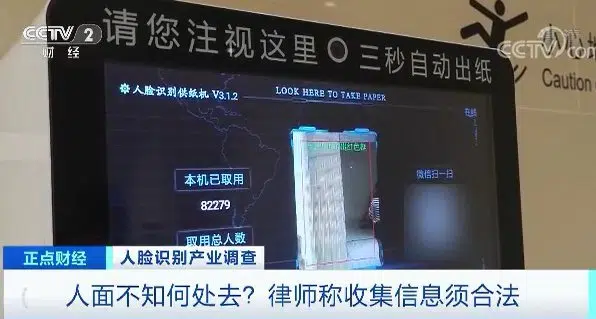 CCTV 2
财经
请您注视这里 三秒自动出纸
CCTV.com
Caution
人脸识别供纸机 V3.1.2
LOOK HERE TO TAKE PAPER
在线
本机已取用
微信扫一扫
82279
取用总人数
正点财经
人脸识别产业调查
人面不知何处去？律师称收集信息须合法